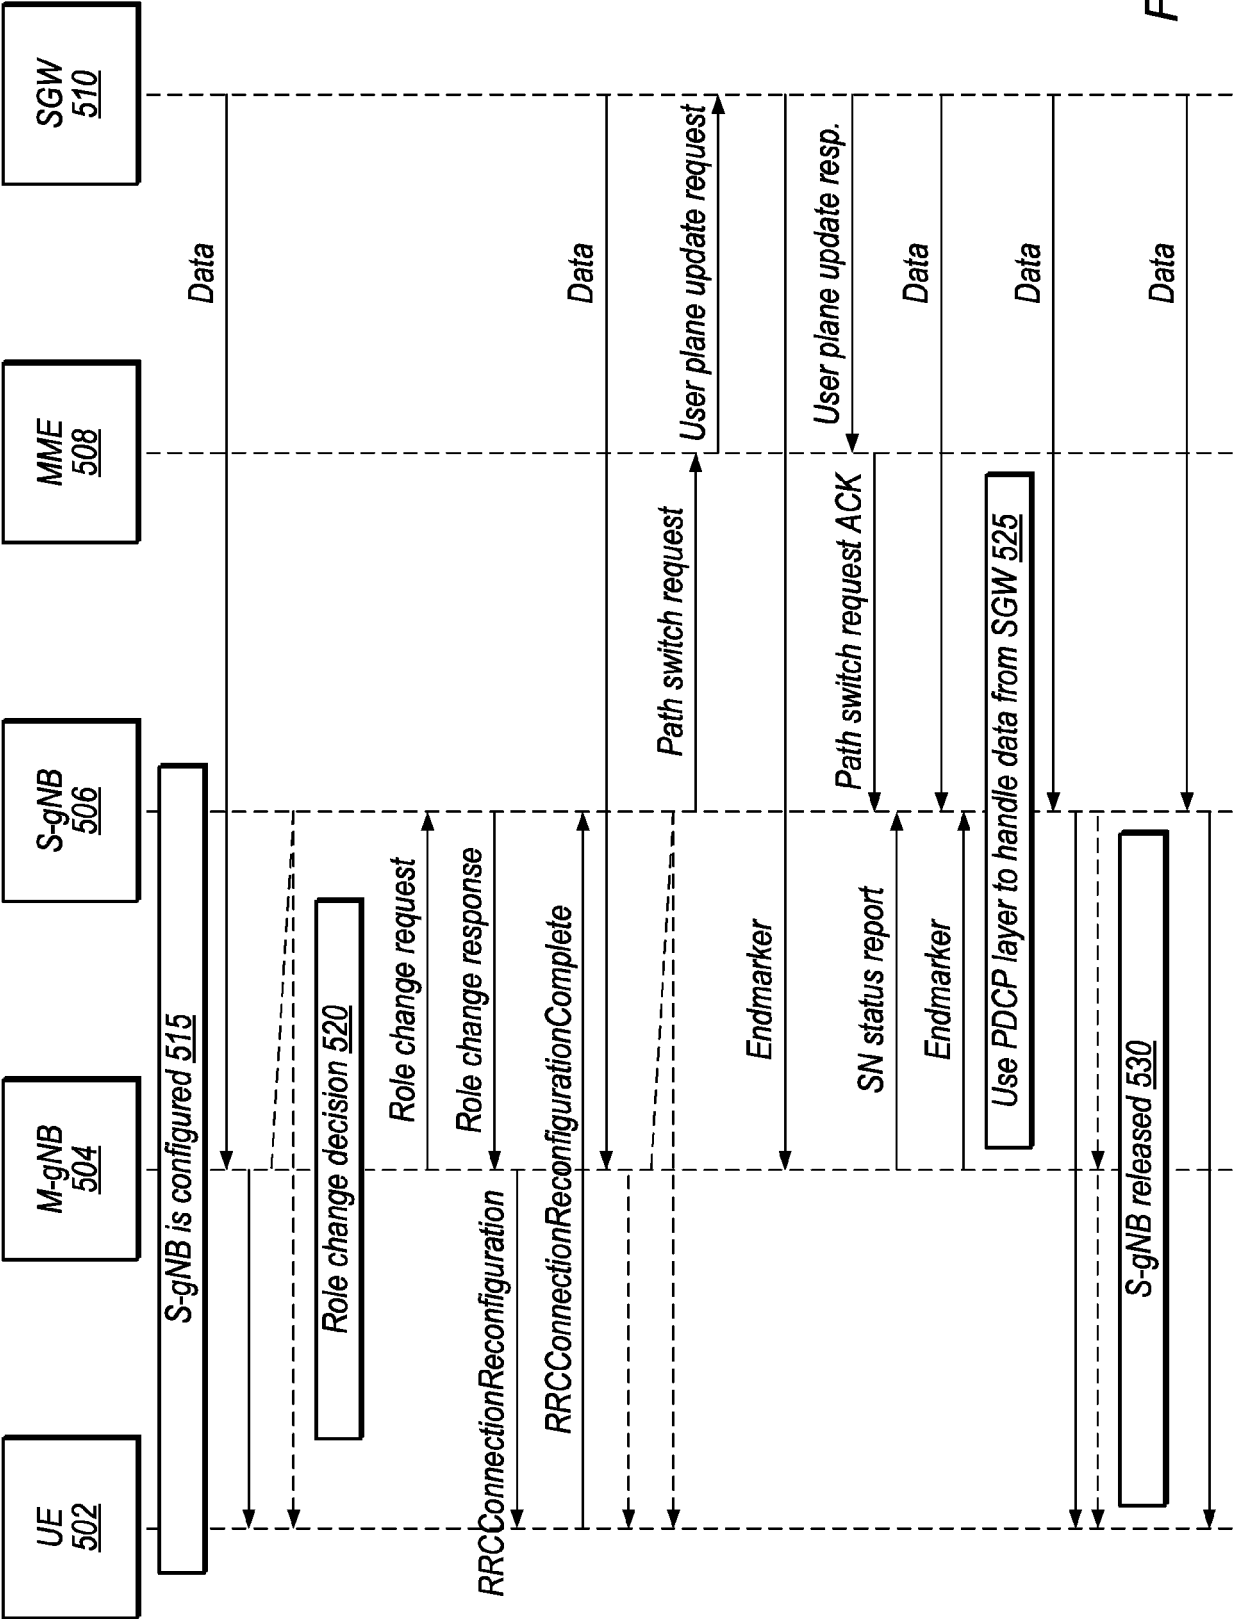 UE
502
M-gNB
504
S-gNB
506
MME
508
SGW
510
S-gNB is configured 515
Data
Role change decision 520
Role change request
Role change response
RRCConnectionReconfiguration
RRCConnectionReconfigurationComplete
Data
Path switch request
User plane update request
Endmarker
User plane update resp.
Path switch request ACK
SN status report
Data
Endmarker
Use PDCP layer to handle data from SGW 525
Data
S-gNB released 530
Data
F